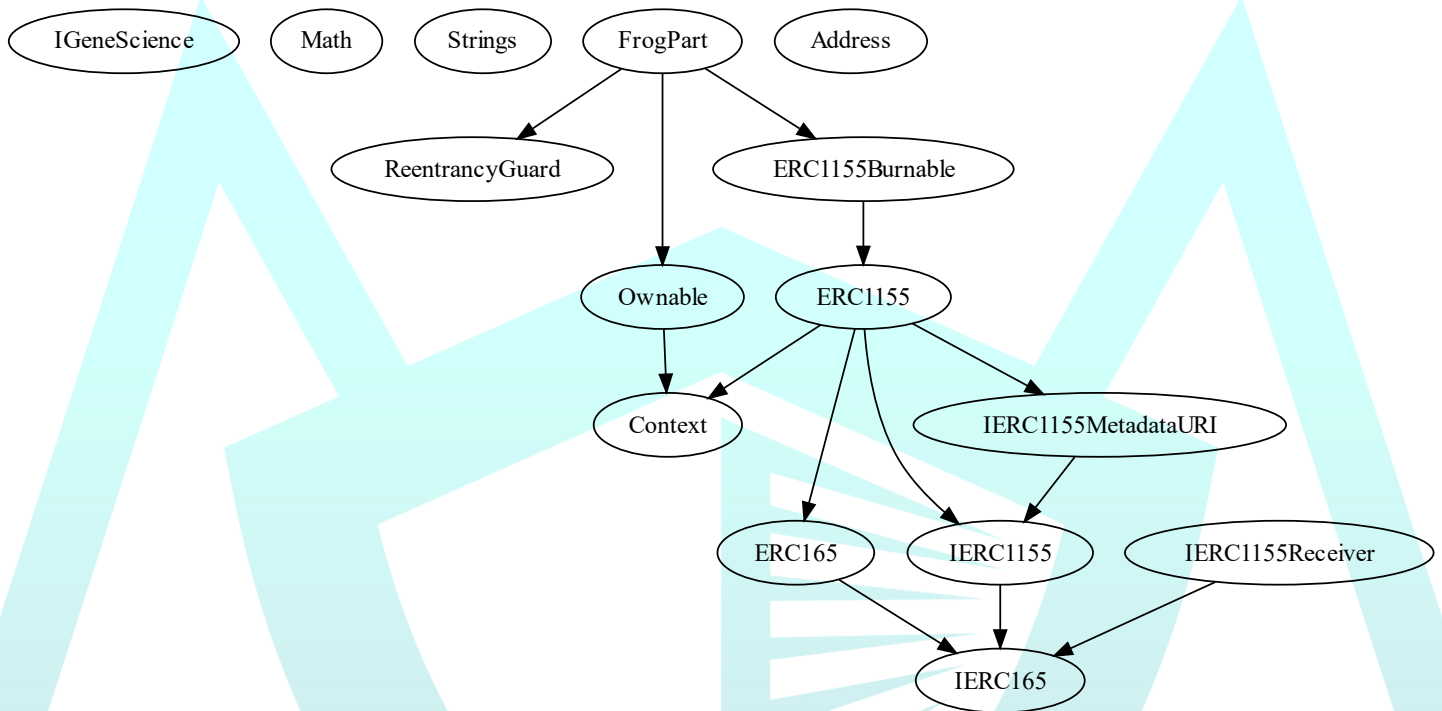 IGeneScience
Math
Strings
FrogPart
Address
ReentrancyGuard
ERC1155Burnable
Ownable
ERC1155
Context
IERC1155MetadataURI
ERC165
IERC1155
IERC1155Receiver
IERC165